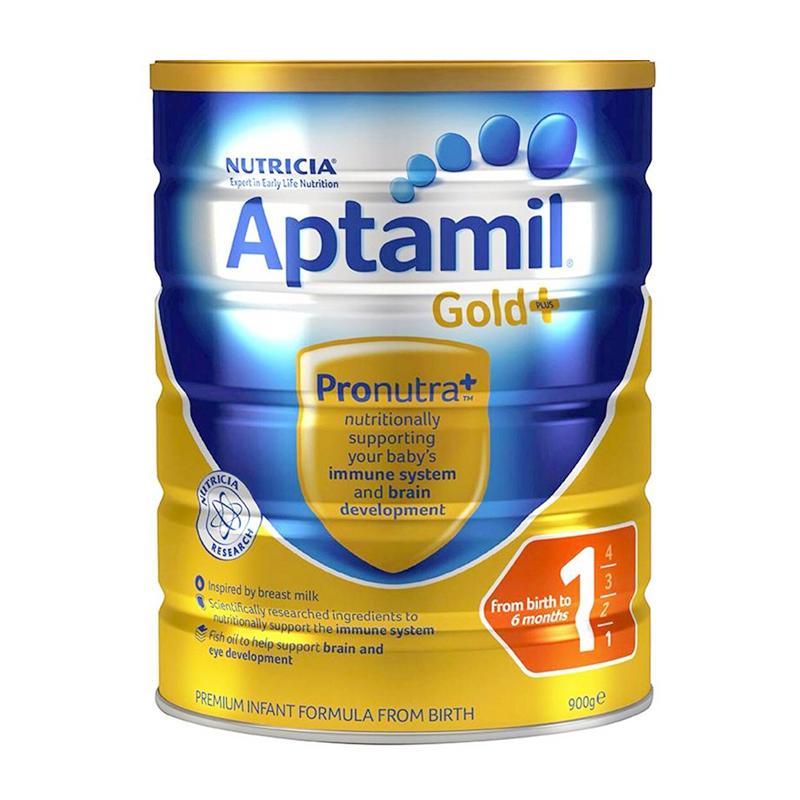 NUTRICIA®
Expert in Early Life Nutrition
Aptamil®
Gold+
PLUS
Pronutra+™
nutritionally
supporting
your baby's
immune system
and brain
development
NUTRICIA
RESEARCH
Inspired by breast milk
Scientifically researched ingredients to
nutritionally support the immune system
Fish oil to help support brain and
eye development
From birth to
6 months
1
4
3
2
1
PREMIUM INFANT FORMULA FROM BIRTH
900g℮